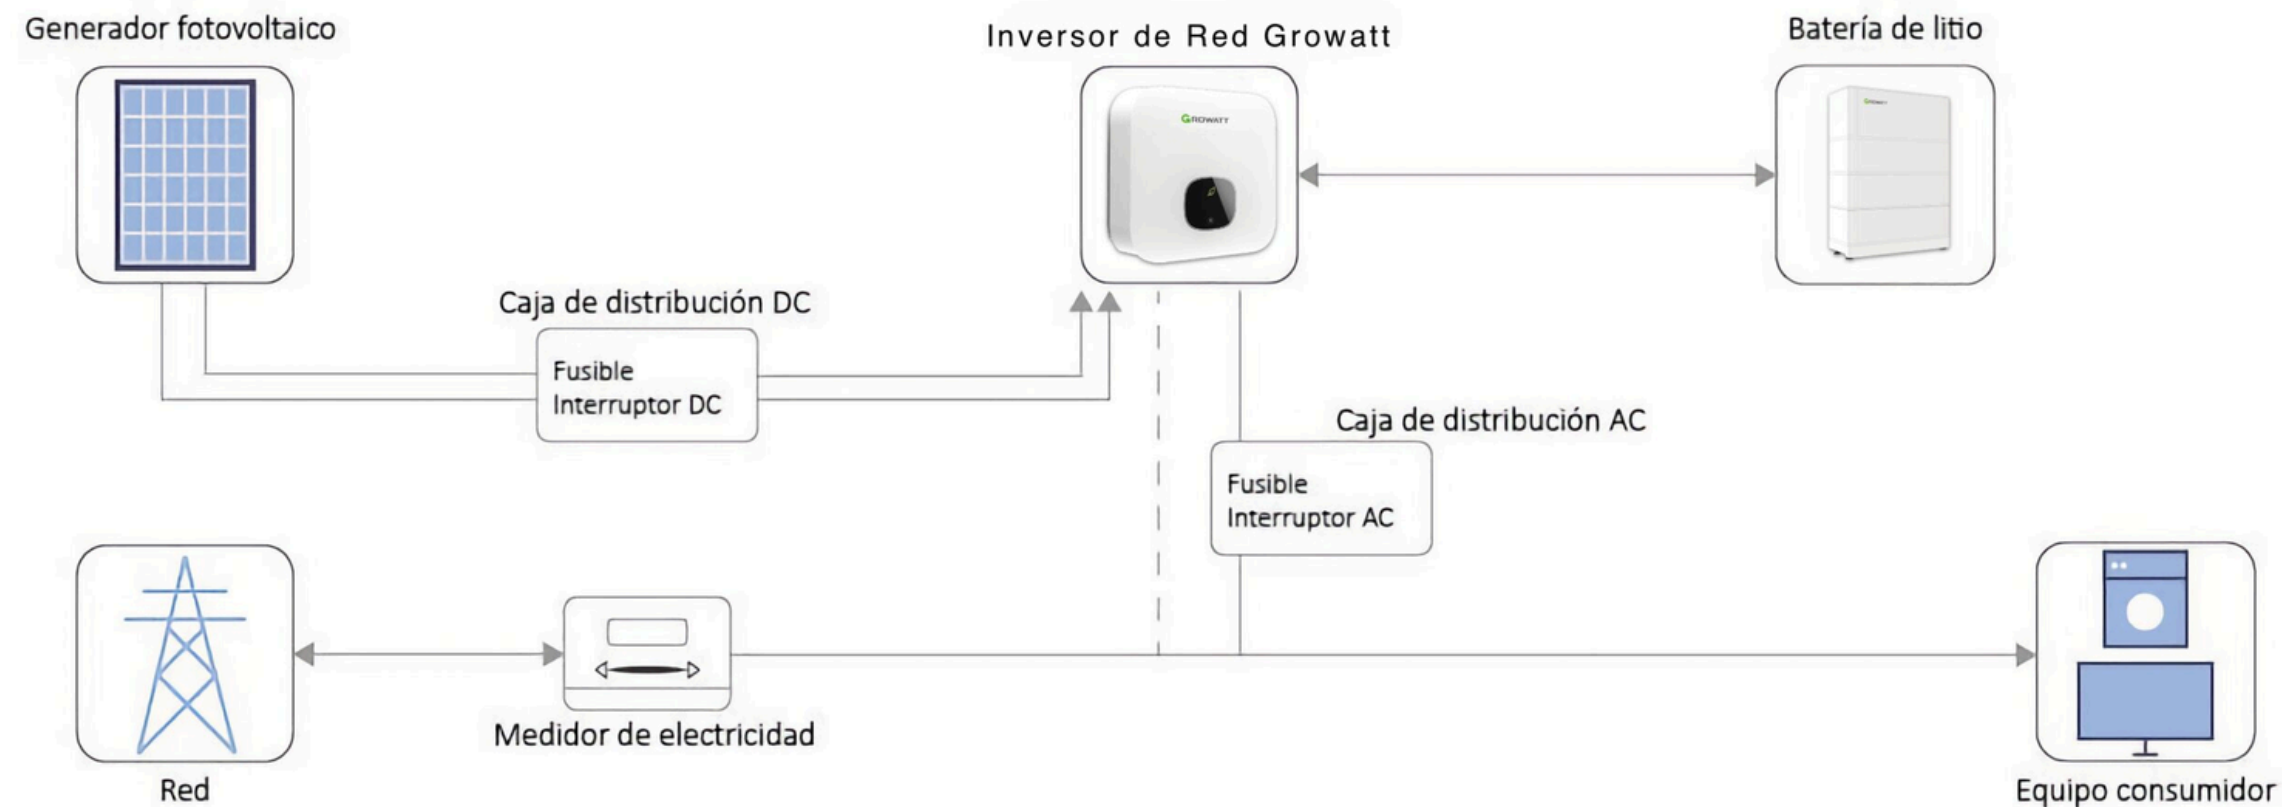 Generador fotovoltaico
Inversor de Red Growatt
Batería de litio
GROWATT
GROWATT
Caja de distribución DC
Fusible
Interruptor DC
Caja de distribución AC
Fusible
Interruptor AC
Medidor de electricidad
Red
Equipo consumidor